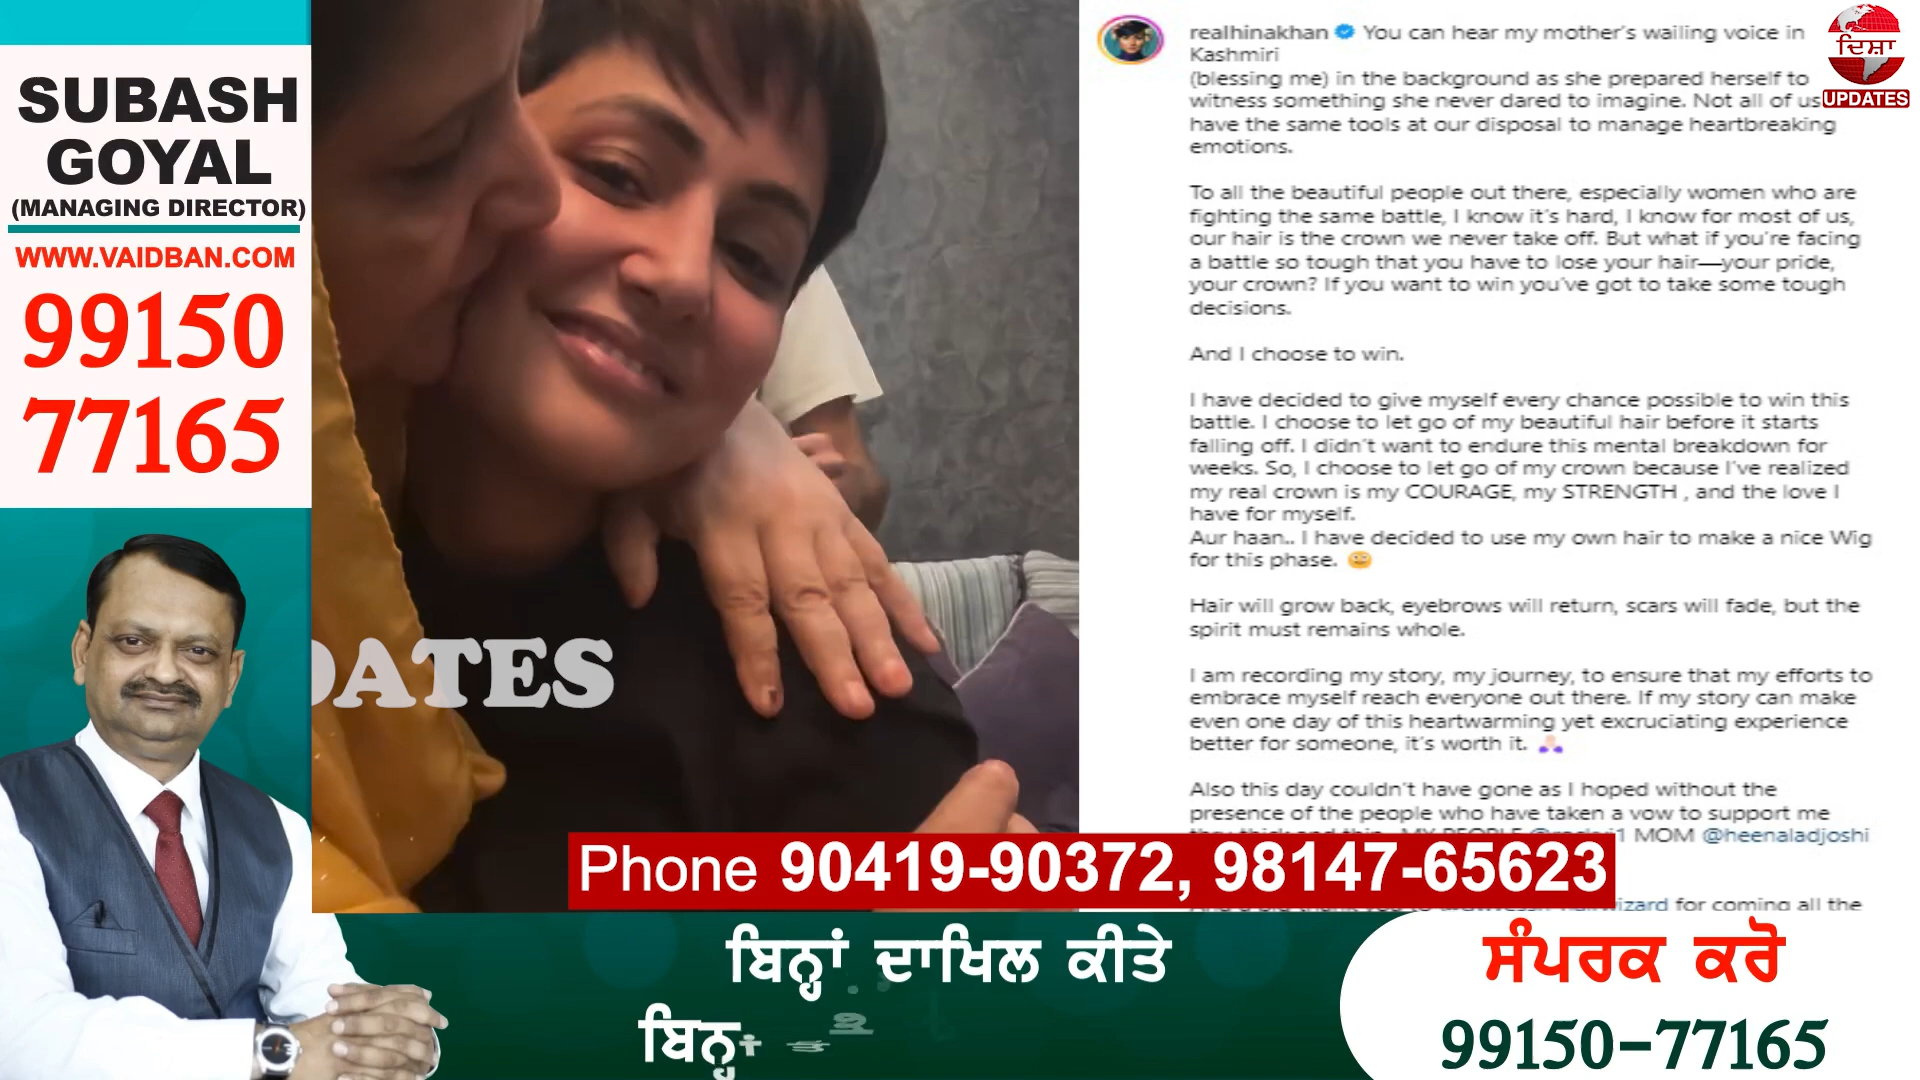 SUBASH
GOYAL
(MANAGING DIRECTOR)
WWW.VAIDBAN.COM
99150
77165
DATES
realhinakhan You can hear my mother's wailing voice in
Kashmiri
(blessing me) in the background as she prepared herself to
witness something she never dared to imagine. Not all of us
have the same tools at our disposal to manage heartbreaking
emotions.
To all the beautiful people out there, especially women who are
fighting the same battle, I know it's hard, I know for most of us,
our hair is the crown we never take off. But what if you're facing
a battle so tough that you have to lose your hair—your pride,
your crown? If you want to win you've got to take some tough
decisions.
And I choose to win.
I have decided to give myself every chance possible to win this
battle. I choose to let go of my beautiful hair before it starts
falling off. I didn't want to endure this mental breakdown for
weeks. So, I choose to let go of my crown because I've realized
my real crown is my COURAGE, my STRENGTH , and the love I
have for myself.
Aur haan.. I have decided to use my own hair to make a nice Wig
for this phase.
Hair will grow back, eyebrows will return, scars will fade, but the
spirit must remains whole.
I am recording my story, my journey, to ensure that my efforts to
embrace myself reach everyone out there. If my story can make
even one day of this heartwarming yet excruciating experience
better for someone, it's worth it.
Also this day couldn't have gone as I hoped without the
presence of the people who have taken a vow to support me
MOM @heenaladjoshi
for coming all the
ਦਿਸ਼ਾ
UPDATES
Phone 90419-90372, 98147-65623
ਬਿਨ੍ਹਾਂ ਦਾਖਿਲ ਕੀਤੇ
ਸੰਪਰਕ ਕਰੋ
99150-77165